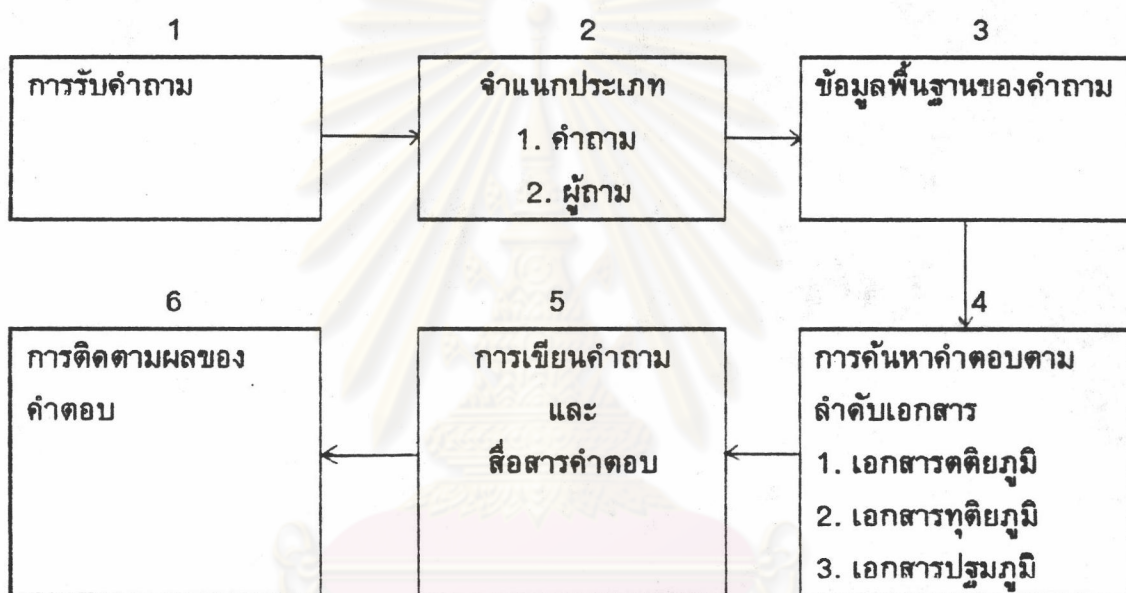 1
การรับคำถาม
2
จำแนกประเภท
1. คำถาม
2. ผู้ถาม
3
ข้อมูลพื้นฐานของคำถาม
4
การค้นหาคำตอบตาม
ลำดับเอกสาร
1. เอกสารตติยภูมิ
2. เอกสารทุติยภูมิ
3. เอกสารปฐมภูมิ
5
การเขียนคำถาม
และ
สื่อสารคำตอบ
6
การติดตามผลของ
คำตอบ